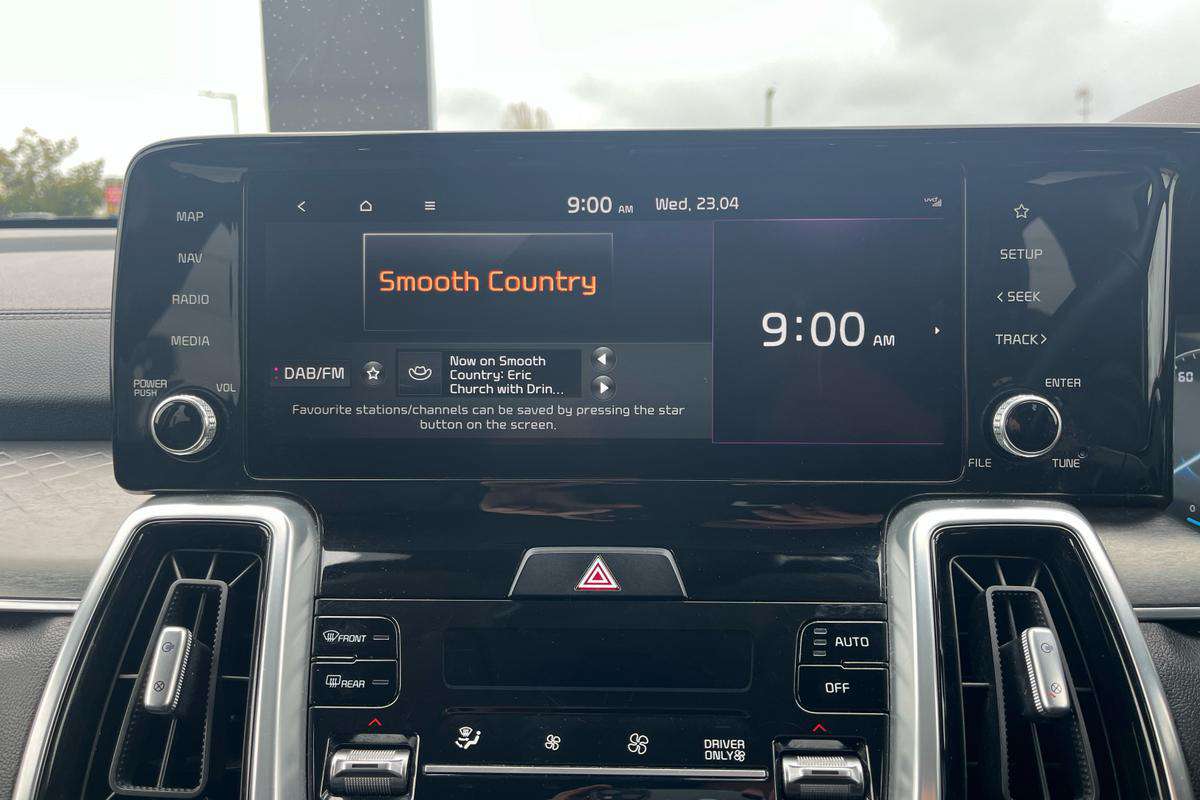 MAP
NAV
RADIO
MEDIA
POWER
PUSH
VOL
9:00 AM Wed, 23.04
Smooth Country
DAB/FM
Now on Smooth
Country: Eric
Church with Drin...
Favourite stations/channels can be saved by pressing the star
button on the screen.
9:00 AM
SETUP
< SEEK
TRACK >
ENTER
FILE
TUNE
60
0
FRONT
REAR
AUTO
OFF
DRIVER
ONLY